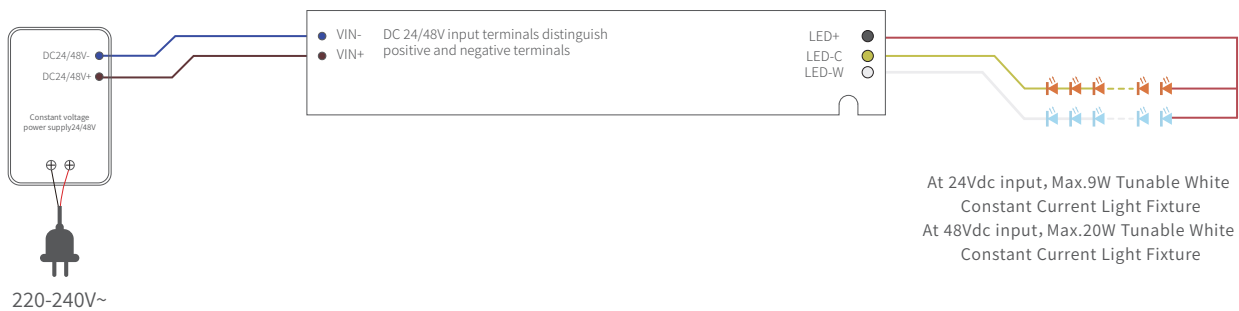 DC24/48V-
DC24/48V+
Constant voltage
power supply24/48V
220-240V~
VIN-
VIN+
DC 24/48V input terminals distinguish
positive and negative terminals
LED+
LED-C
LED-W
At 24Vdc input, Max.9W Tunable White
Constant Current Light Fixture
At 48Vdc input, Max.20W Tunable White
Constant Current Light Fixture